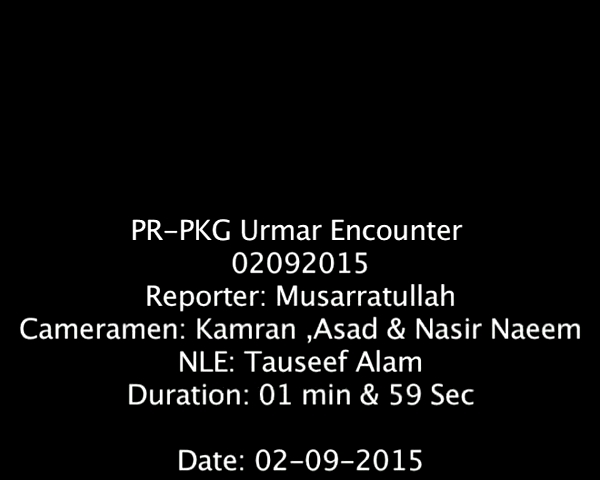 PR-PKG Urmar Encounter
02092015
Reporter: Musarratullah
Cameramen: Kamran ,Asad & Nasir Naeem
NLE: Tauseef Alam
Duration: 01 min & 59 Sec
Date: 02-09-2015